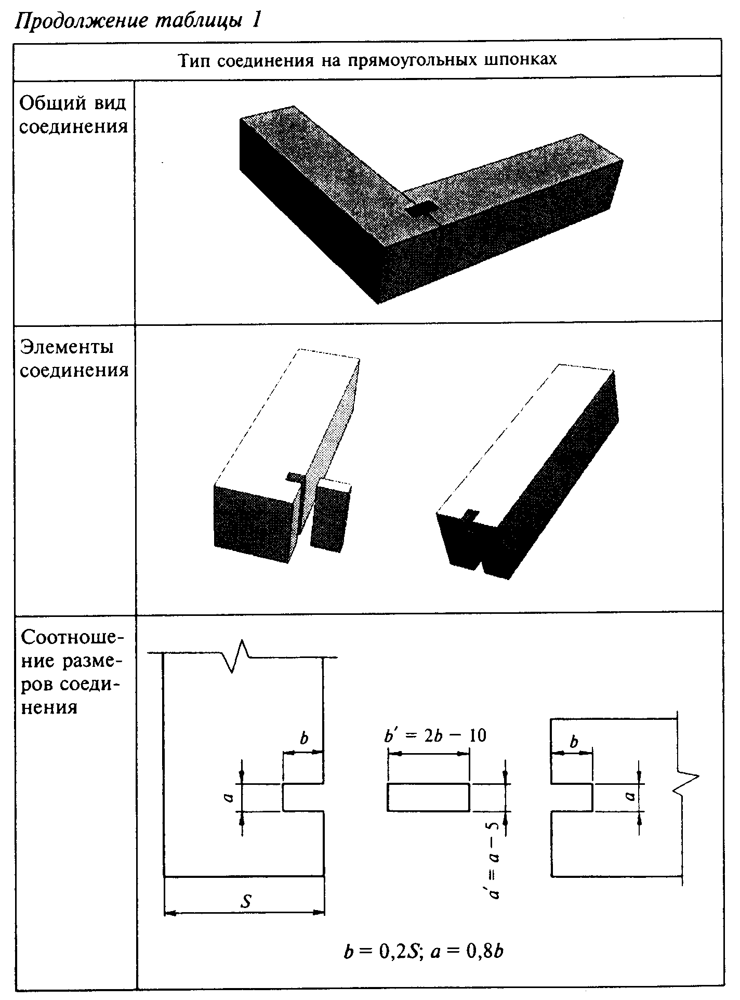 Продолжение таблицы 1
Тип соединения на прямоугольных шпонках
Общий вид
соединения
Элементы
соединения
Соотноше-
ние разме-
ров соеди-
нения
b
a
S
b′ = 2b − 10
a′ = a − 5
b
a
b = 0,2S; a = 0,8b